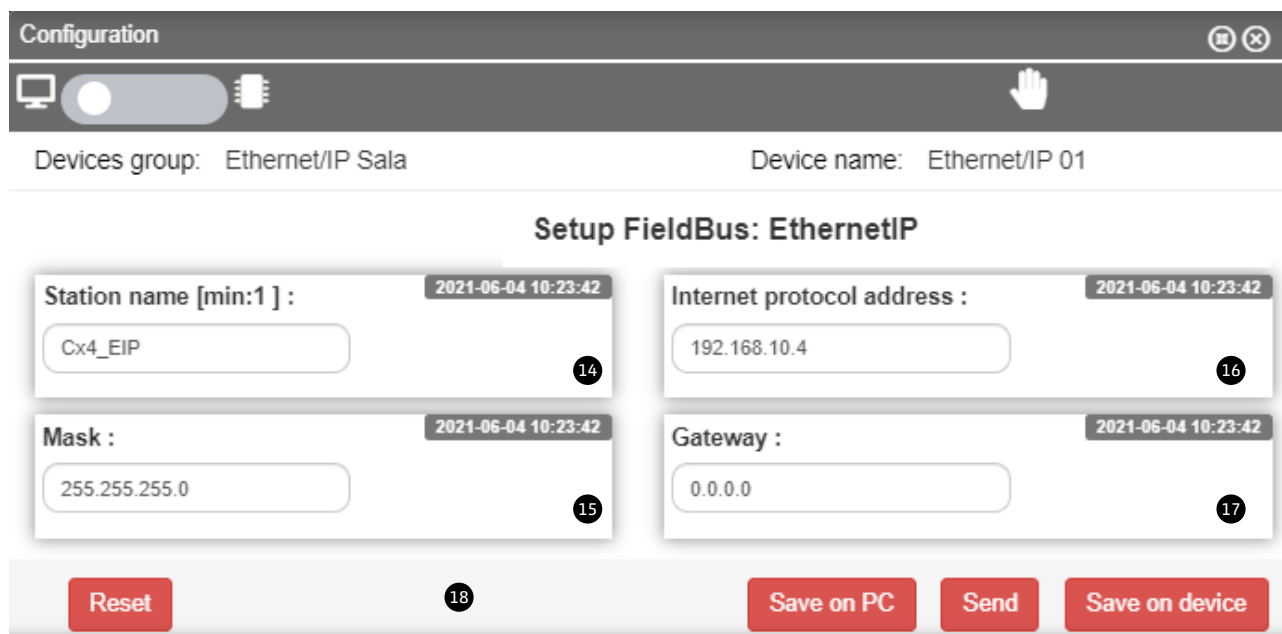 Configuration
Devices group: Ethernet/IP Sala Device name: Ethernet/IP 01
Setup FieldBus: EthernetIP
Station name [min:1 ] : 2021-06-04 10:23:42
Cx4_EIP
14
Internet protocol address : 2021-06-04 10:23:42
192.168.10.4
16
Mask : 2021-06-04 10:23:42
255.255.255.0
15
Gateway : 2021-06-04 10:23:42
0.0.0.0
17
Reset 18 Save on PC Send Save on device